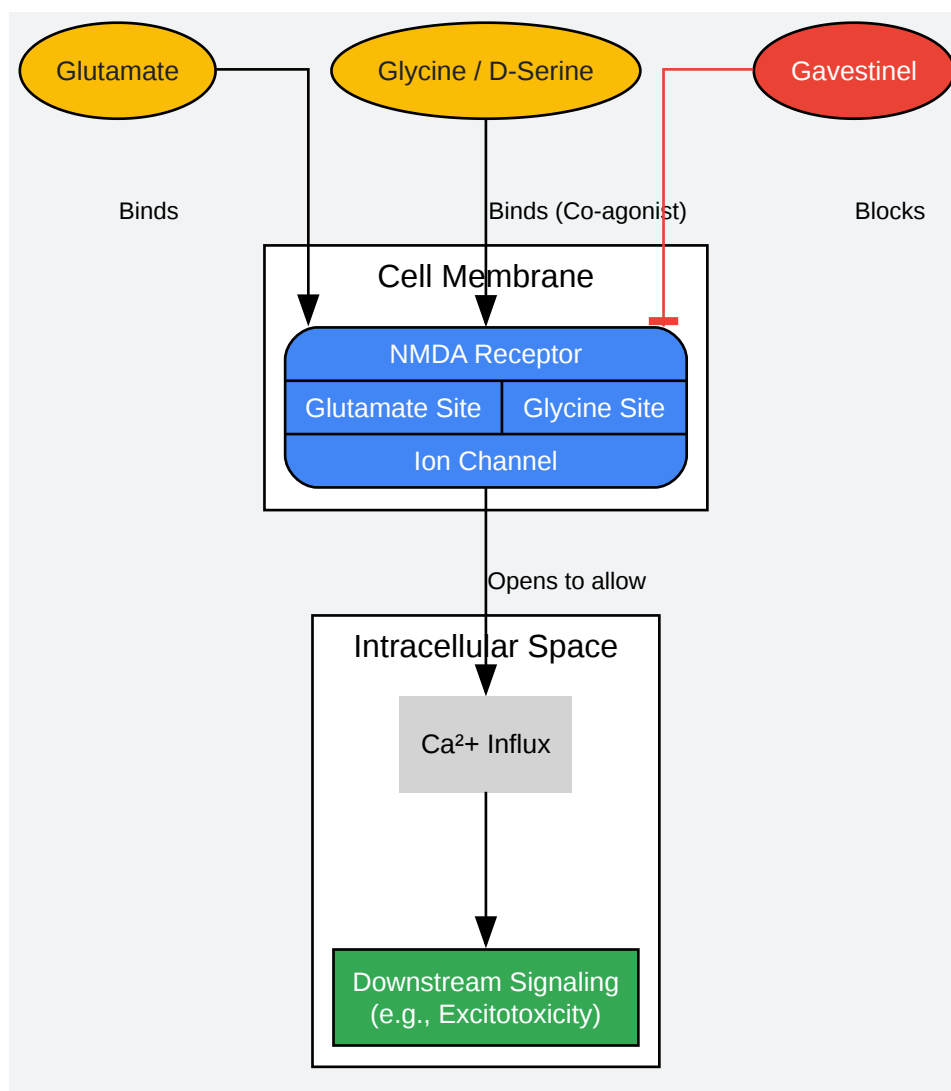 Glutamate
Glycine / D-Serine
Gavestinel
Binds
Binds (Co-agonist)
Blocks
Cell Membrane
NMDA Receptor
Glutamate Site
Glycine Site
Ion Channel
Opens to allow
Intracellular Space
Ca²+ Influx
Downstream Signaling
(e.g., Excitotoxicity)